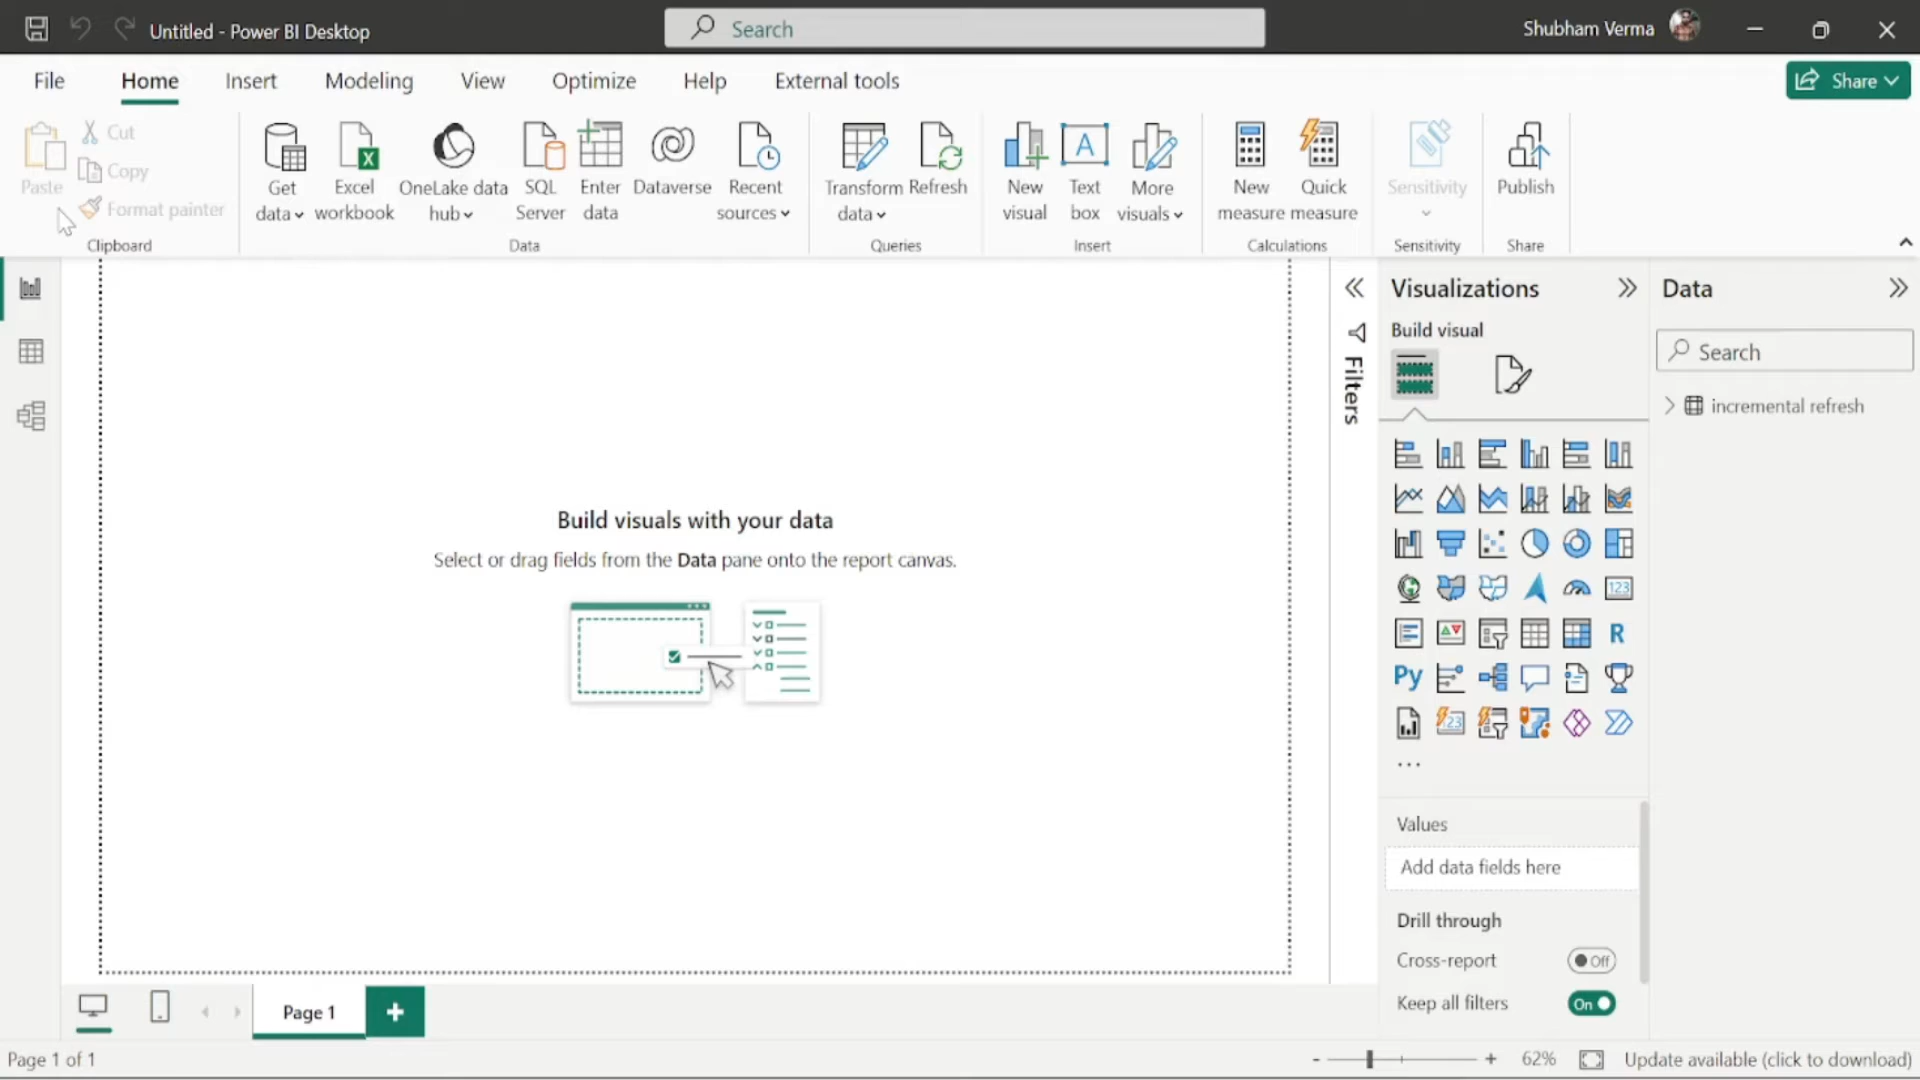 Untitled - Power BI Desktop
Search
Shubham Verma
File
Home
Insert
Modeling
View
Optimize
Help
External tools
Share
Paste
Cut
Copy
Format painter
Clipboard
Get data
Excel workbook
OneLake data hub
SQL Server
Enter data
Dataverse
Recent sources
Data
Transform data
Refresh
Queries
New visual
Text box
More visuals
Insert
New measure
Quick measure
Calculations
Sensitivity
Sensitivity
Publish
Share
Build visuals with your data
Select or drag fields from the Data pane onto the report canvas.
Filters
Visualizations
Build visual
R
Py
123
123
...
Values
Add data fields here
Drill through
Cross-report
Off
Keep all filters
On
Data
Search
incremental refresh
Page 1
+
Page 1 of 1
- + 62%
Update available (click to download)